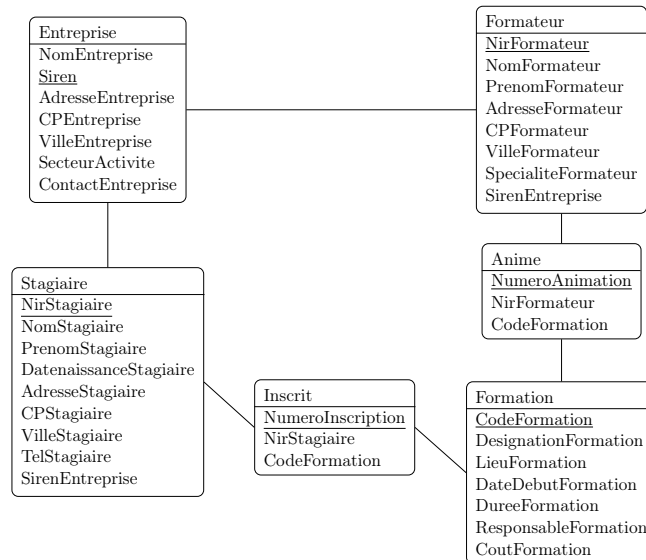 Entreprise
NomEntreprise
Siren
AdresseEntreprise
CPEntreprise
VilleEntreprise
SecteurActivite
ContactEntreprise
Formateur
NirFormateur
NomFormateur
PrenomFormateur
AdresseFormateur
CPFormateur
VilleFormateur
SpecialiteFormateur
SirenEntreprise
Stagiaire
NirStagiaire
NomStagiaire
PrenomStagiaire
DatenaissanceStagiaire
AdresseStagiaire
CPStagiaire
VilleStagiaire
TelStagiaire
SirenEntreprise
Anime
NumeroAnimation
NirFormateur
CodeFormation
Inscrit
NumeroInscription
NirStagiaire
CodeFormation
Formation
CodeFormation
DesignationFormation
LieuFormation
DateDebutFormation
DureeFormation
ResponsableFormation
CoutFormation